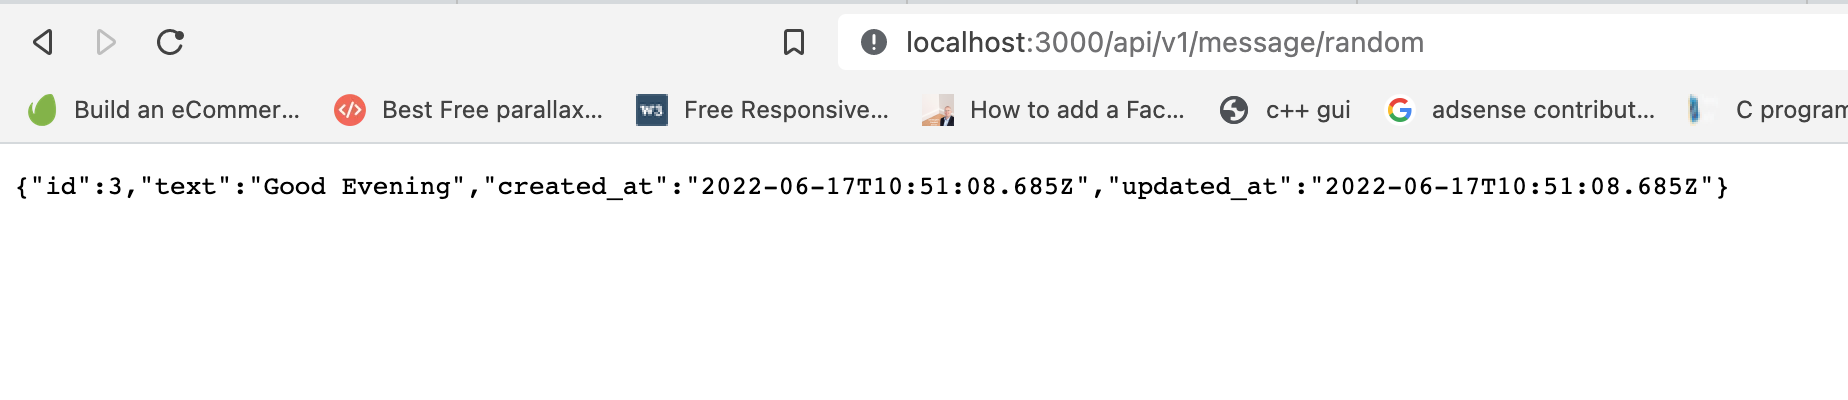 localhost:3000/api/v1/message/random
Build an eCommer... Best Free parallax... W3 Free Responsive... How to add a Fac... c++ gui adsense contribut... C program
{"id":3,"text":"Good Evening","created_at":"2022-06-17T10:51:08.685Z","updated_at":"2022-06-17T10:51:08.685Z"}